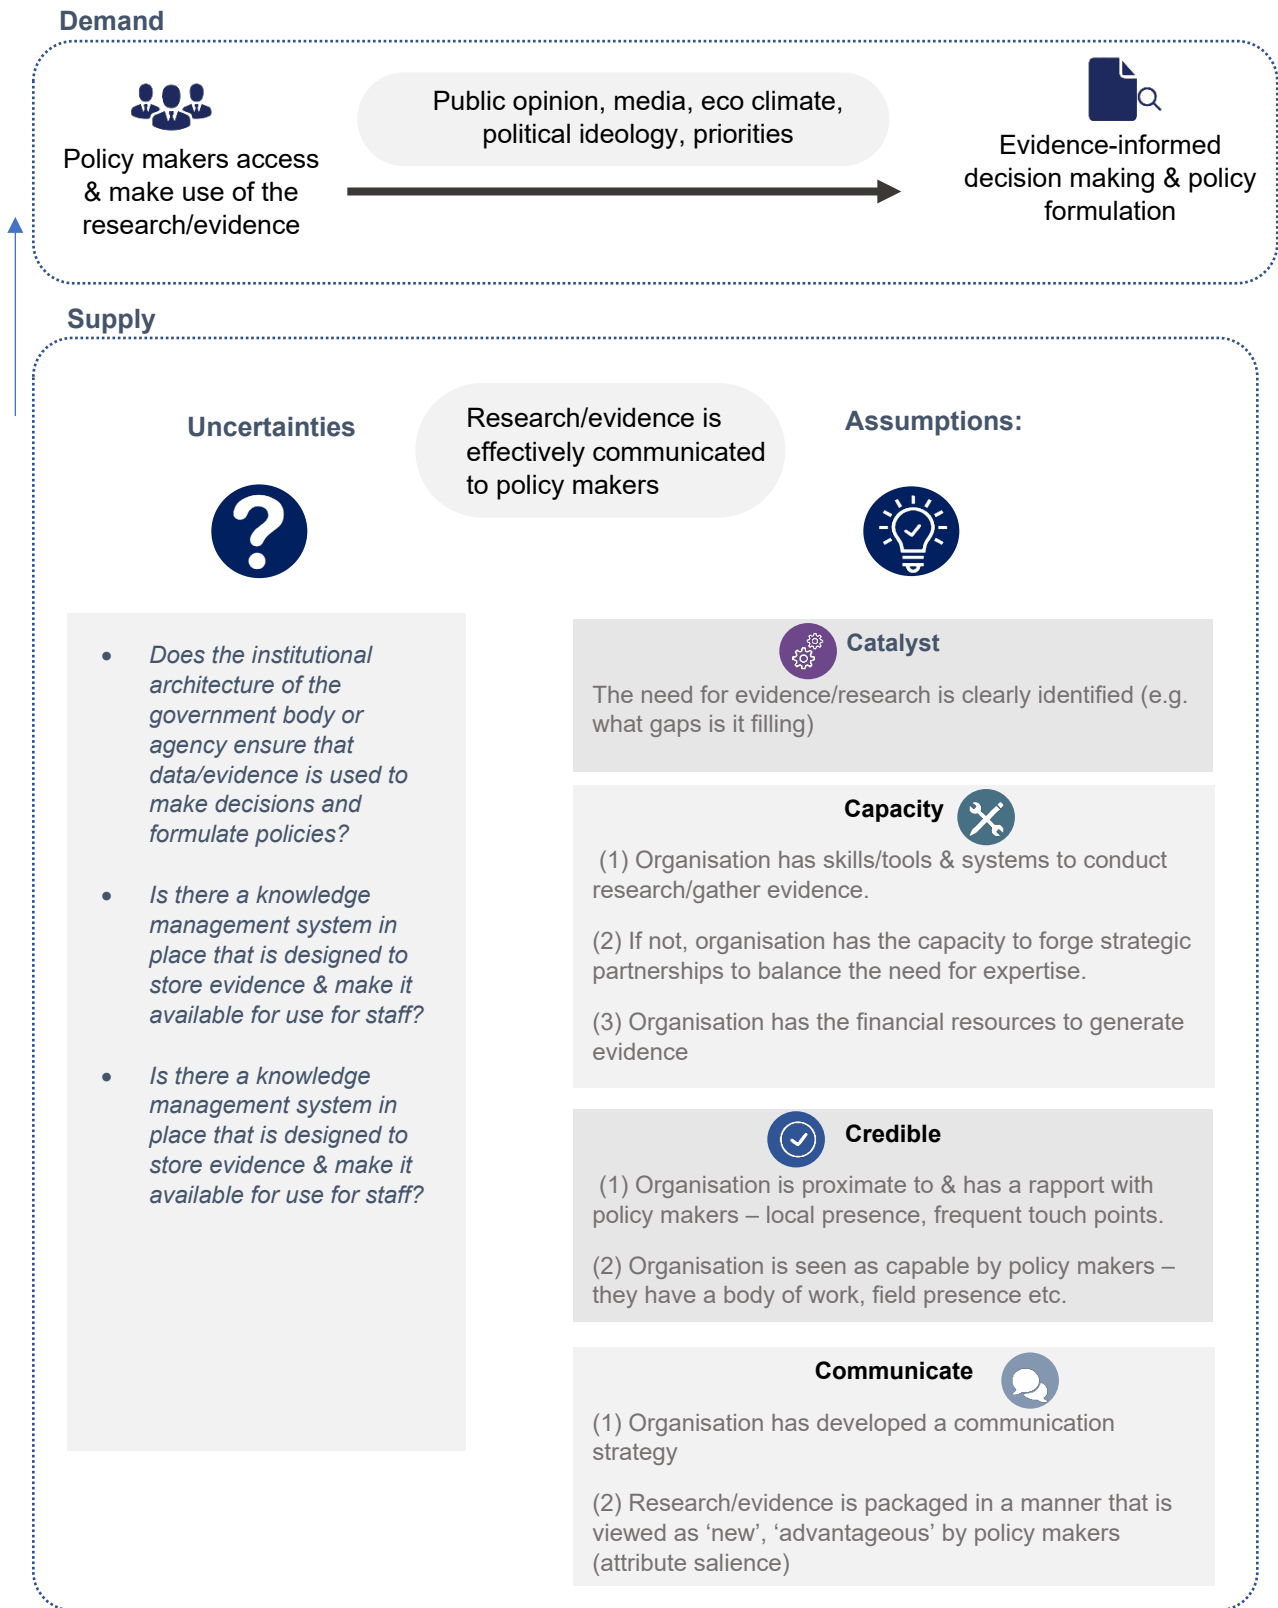 Demand
Policy makers access
& make use of the
research/evidence
Public opinion, media, eco climate,
political ideology, priorities
Evidence-informed
decision making & policy
formulation
Supply
Uncertainties
Research/evidence is
effectively communicated
to policy makers
Assumptions:
• Does the institutional
architecture of the
government body or
agency ensure that
data/evidence is used to
make decisions and
formulate policies?
• Is there a knowledge
management system in
place that is designed to
store evidence & make it
available for use for staff?
• Is there a knowledge
management system in
place that is designed to
store evidence & make it
available for use for staff?
Catalyst
The need for evidence/research is clearly identified (e.g.
what gaps is it filling)
Capacity
(1) Organisation has skills/tools & systems to conduct
research/gather evidence.
(2) If not, organisation has the capacity to forge strategic
partnerships to balance the need for expertise.
(3) Organisation has the financial resources to generate
evidence
Credible
(1) Organisation is proximate to & has a rapport with
policy makers – local presence, frequent touch points.
(2) Organisation is seen as capable by policy makers –
they have a body of work, field presence etc.
Communicate
(1) Organisation has developed a communication
strategy
(2) Research/evidence is packaged in a manner that is
viewed as ‘new’, ‘advantageous’ by policy makers
(attribute salience)